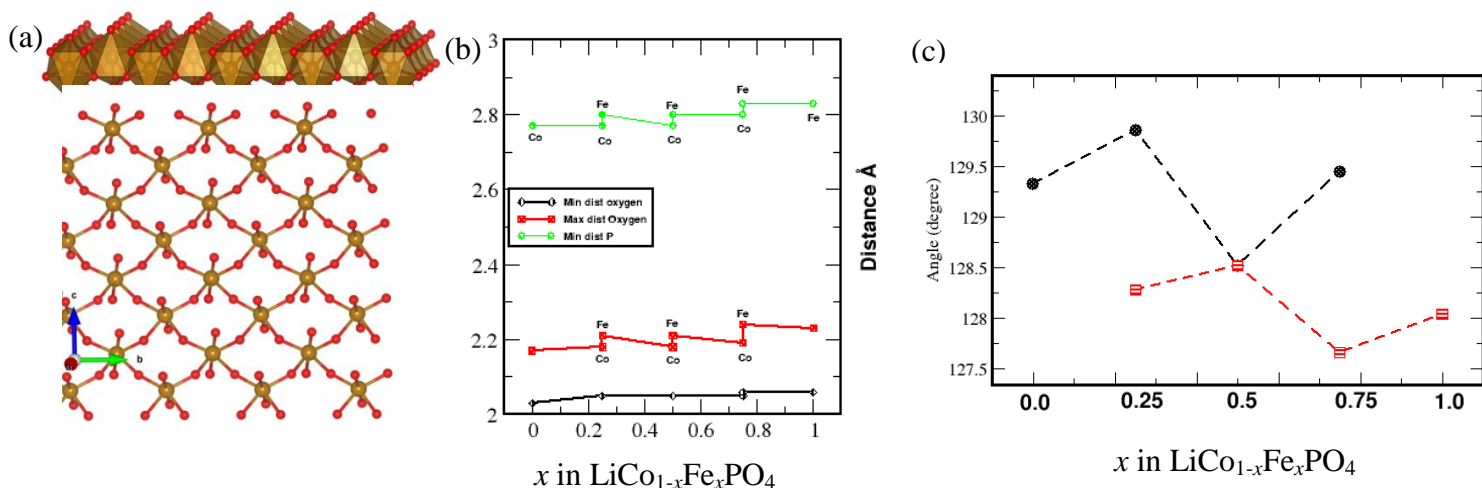 (a)
c
b
(b)
3
2.8
2.6
2.4
2.2
2
Co
Fe
Co
Fe
Co
Fe
Co
Fe
Min dist oxygen
Max dist Oxygen
Min dist P
Fe
Co
Fe
Co
Fe
Co
0 0.2 0.4 0.6 0.8 1
x in LiCo1-xFexPO4
Distance Å
(c)
Angle (degree)
130
129.5
129
128.5
128
127.5
0.0 0.25 0.5 0.75 1.0
x in LiCo1-xFexPO4